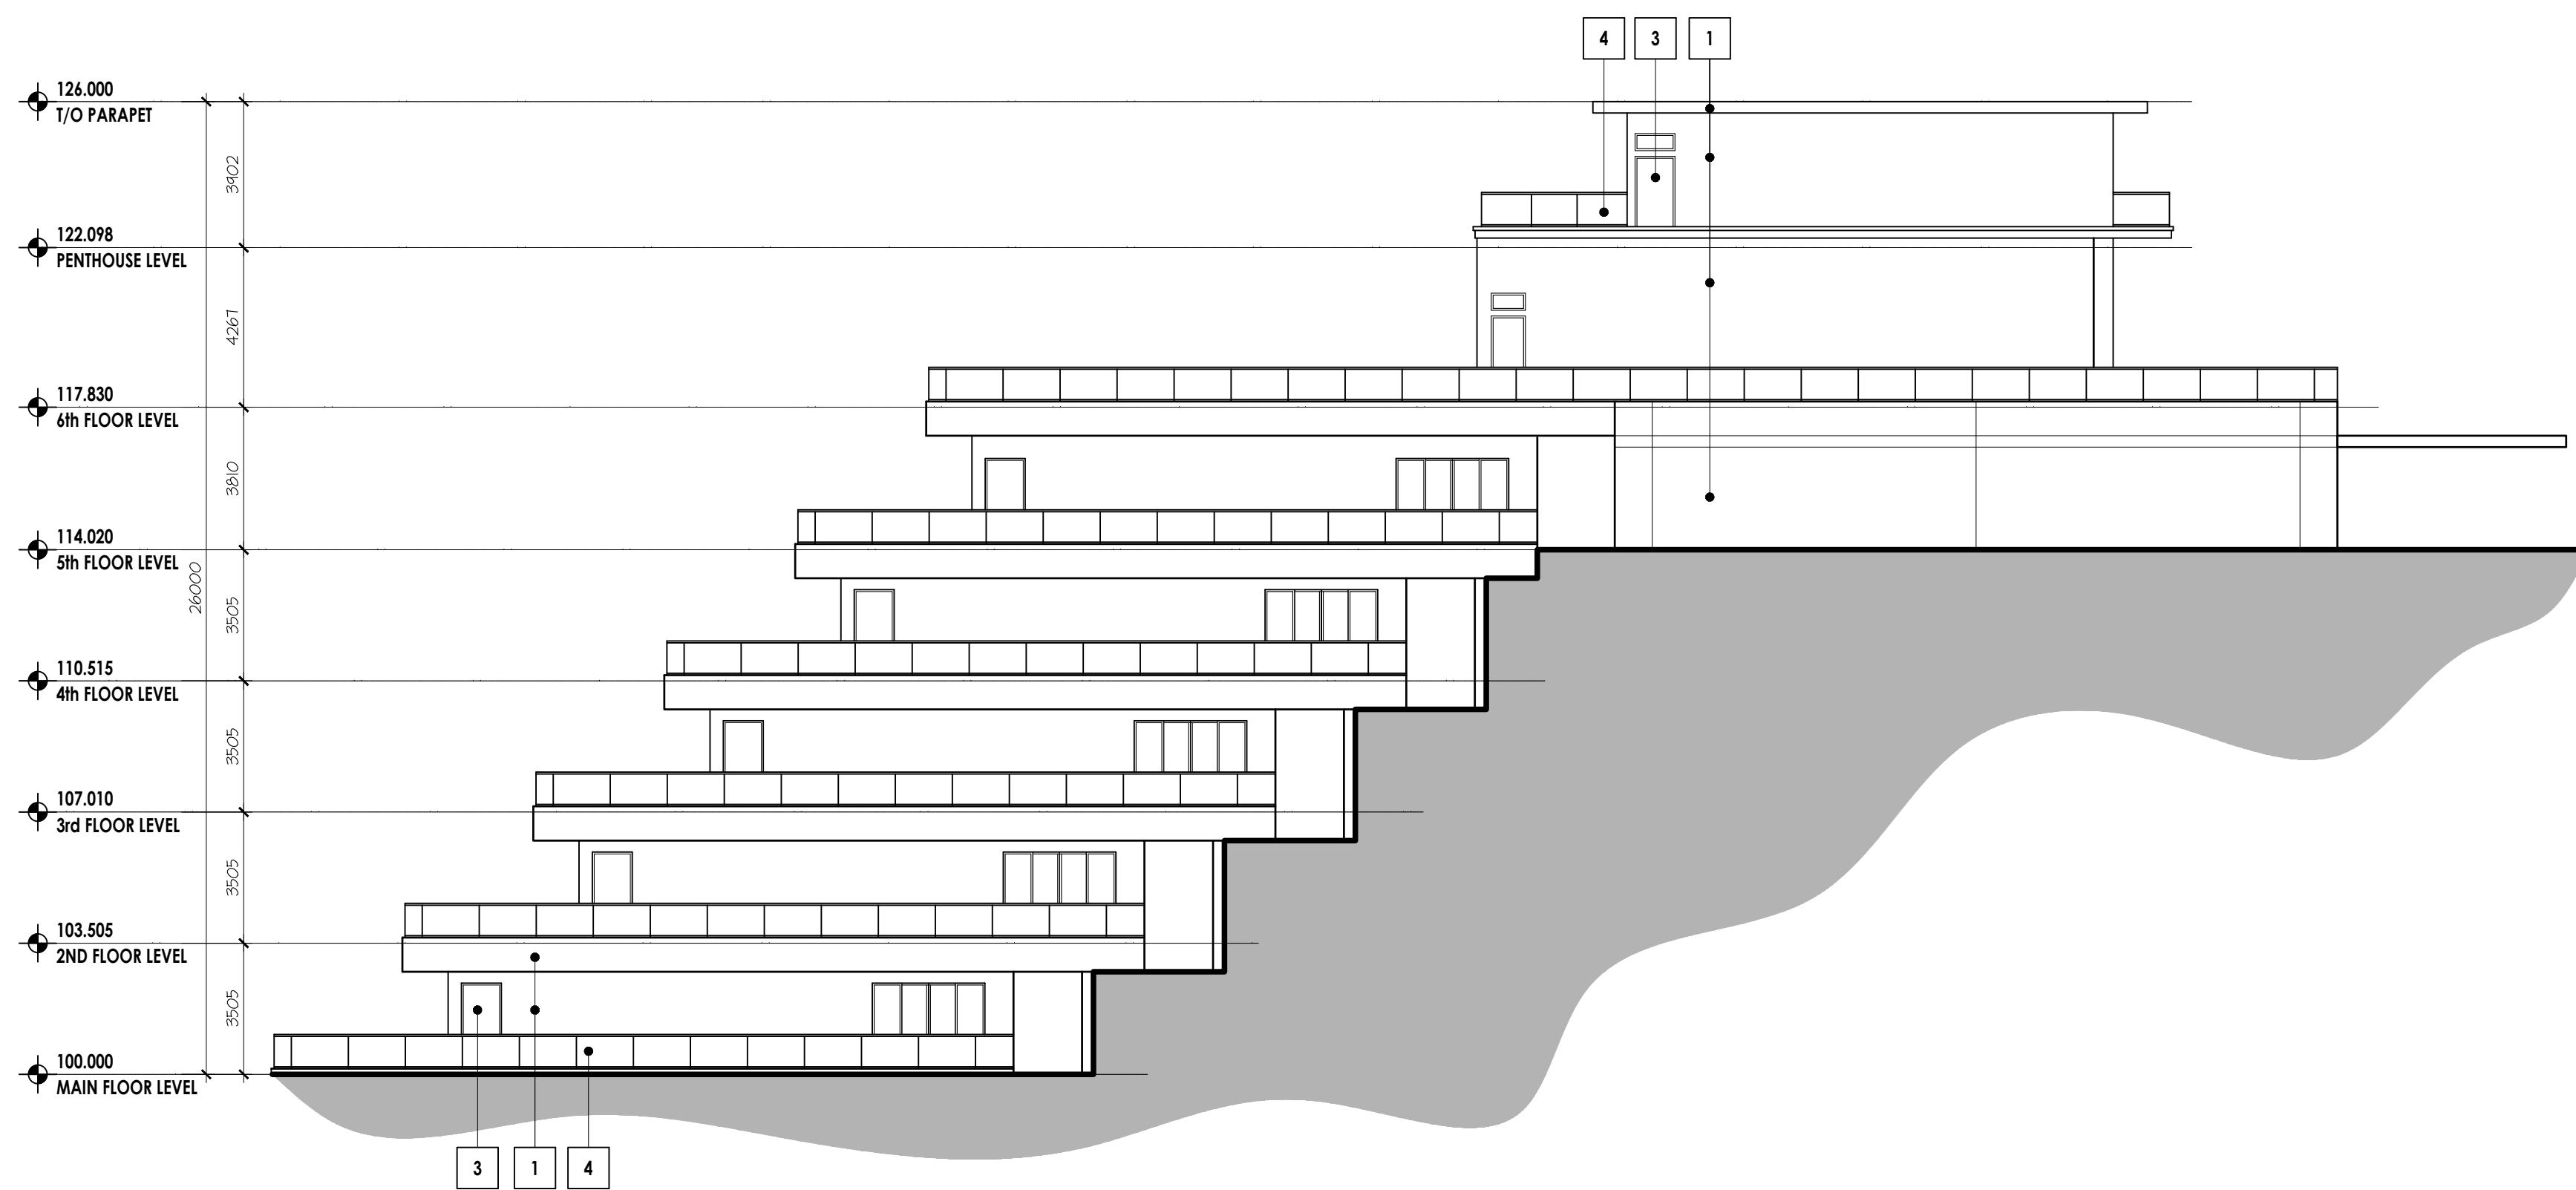 4 3 1
126.000
T/O PARAPET
3902
122.098
PENTHOUSE LEVEL
4267
117.830
6th FLOOR LEVEL
3810
114.020
5th FLOOR LEVEL
26000
3505
110.515
4th FLOOR LEVEL
3505
107.010
3rd FLOOR LEVEL
3505
103.505
2ND FLOOR LEVEL
3505
100.000
MAIN FLOOR LEVEL
3 1 4